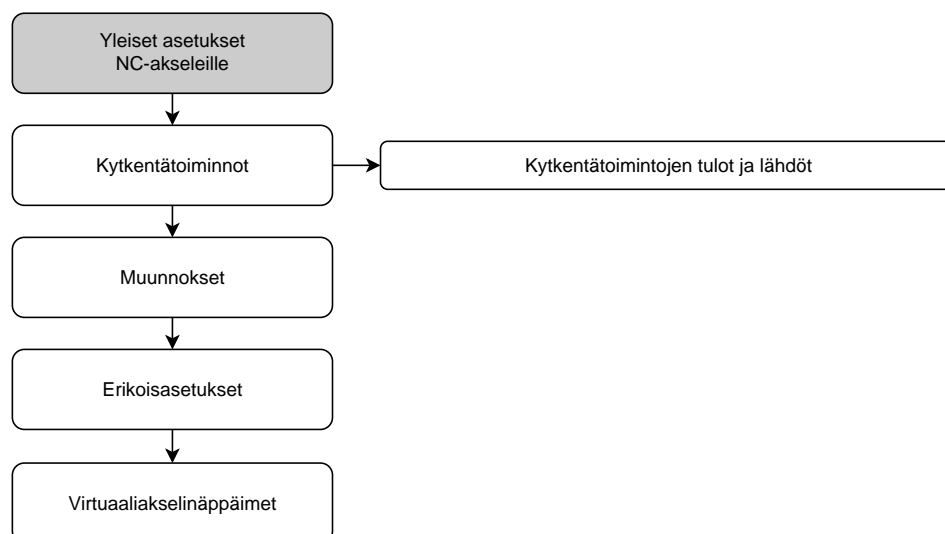 Yleiset asetukset
NC-akseleille
Kytkentätoiminnot
Kytkentätoimintojen tulot ja lähdöt
Muunnokset
Erikoisasetukset
Virtuaaliakselinäppäimet